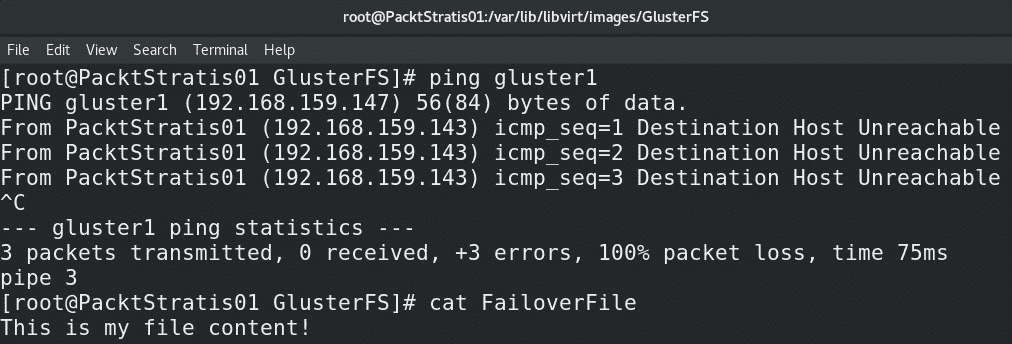 root@PacktStratis01:/var/lib/libvirt/images/GlusterFS
File Edit View Search Terminal Help
[root@PacktStratis01 GlusterFS]# ping gluster1
PING gluster1 (192.168.159.147) 56(84) bytes of data.
From PacktStratis01 (192.168.159.143) icmp_seq=1 Destination Host Unreachable
From PacktStratis01 (192.168.159.143) icmp_seq=2 Destination Host Unreachable
From PacktStratis01 (192.168.159.143) icmp_seq=3 Destination Host Unreachable
^C
--- gluster1 ping statistics ---
3 packets transmitted, 0 received, +3 errors, 100% packet loss, time 75ms
pipe 3
[root@PacktStratis01 GlusterFS]# cat FailoverFile
This is my file content!